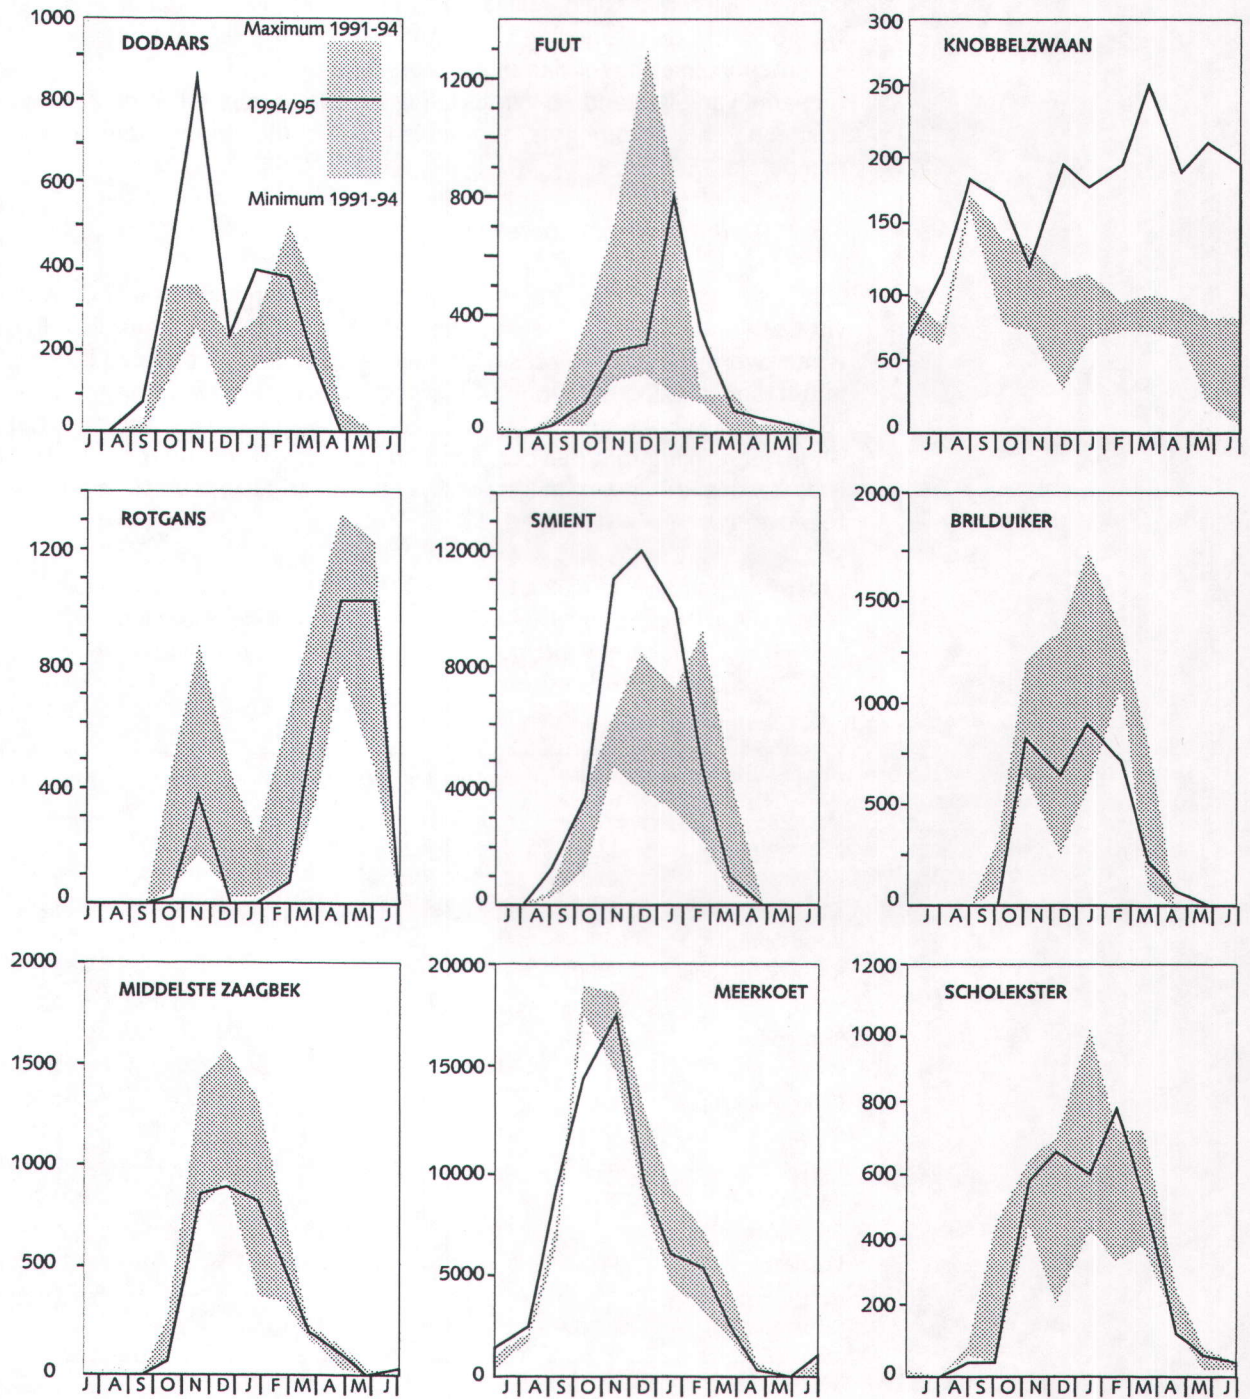 DODAARS
Maximum 1991-94
1994/95
Minimum 1991-94
1000
800
600
400
200
0
J A S O N D J F M A M J
FUUT
1200
800
400
0
J A S O N D J F M A M J
KNOBBELZWAAN
300
250
200
150
100
50
0
J A S O N D J F M A M J
ROTGANS
1200
800
400
0
J A S O N D J F M A M J
SMIENT
12000
8000
4000
0
J A S O N D J F M A M J
BRILDUIKER
2000
1500
1000
500
0
J A S O N D J F M A M J
MIDDELSTE ZAAGBEK
2000
1500
1000
500
0
J A S O N D J F M A M J
MEERKOET
20000
15000
10000
5000
0
J A S O N D J F M A M J
SCHOLEKSTER
1200
1000
800
600
400
200
0
J A S O N D J F M A M J